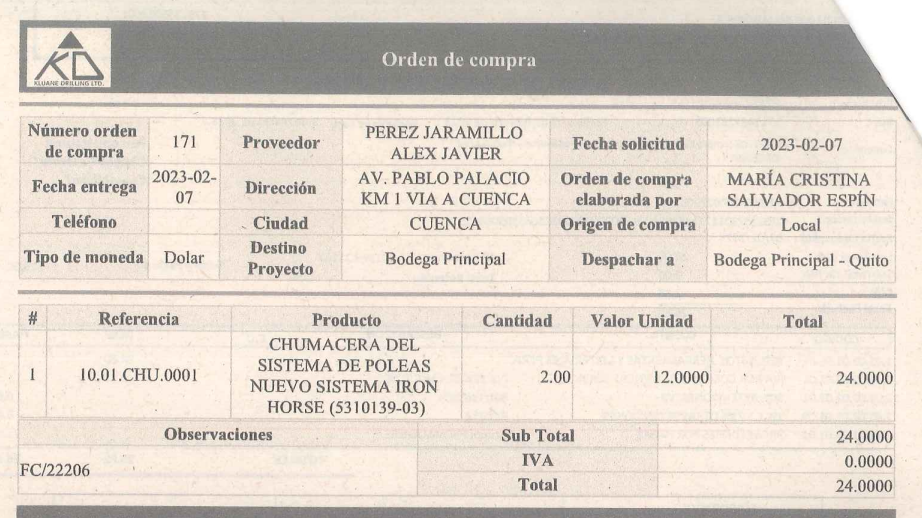 KD
KLUANE DRILLING LTD.
Orden de compra
Número orden de compra 171 Proveedor PEREZ JARAMILLO ALEX JAVIER Fecha solicitud 2023-02-07
Fecha entrega 2023-02-07 Dirección AV. PABLO PALACIO KM 1 VIA A CUENCA Orden de compra elaborada por MARÍA CRISTINA SALVADOR ESPÍN
Teléfono Ciudad CUENCA Origen de compra Local
Tipo de moneda Dolar Destino Proyecto Bodega Principal Despachar a Bodega Principal - Quito
# Referencia Producto Cantidad Valor Unidad Total
1 10.01.CHU.0001 CHUMACERA DEL SISTEMA DE POLEAS NUEVO SISTEMA IRON HORSE (5310139-03) 2.00 12.0000 24.0000
Observaciones Sub Total 24.0000
FC/22206 IVA 0.0000
Total 24.0000